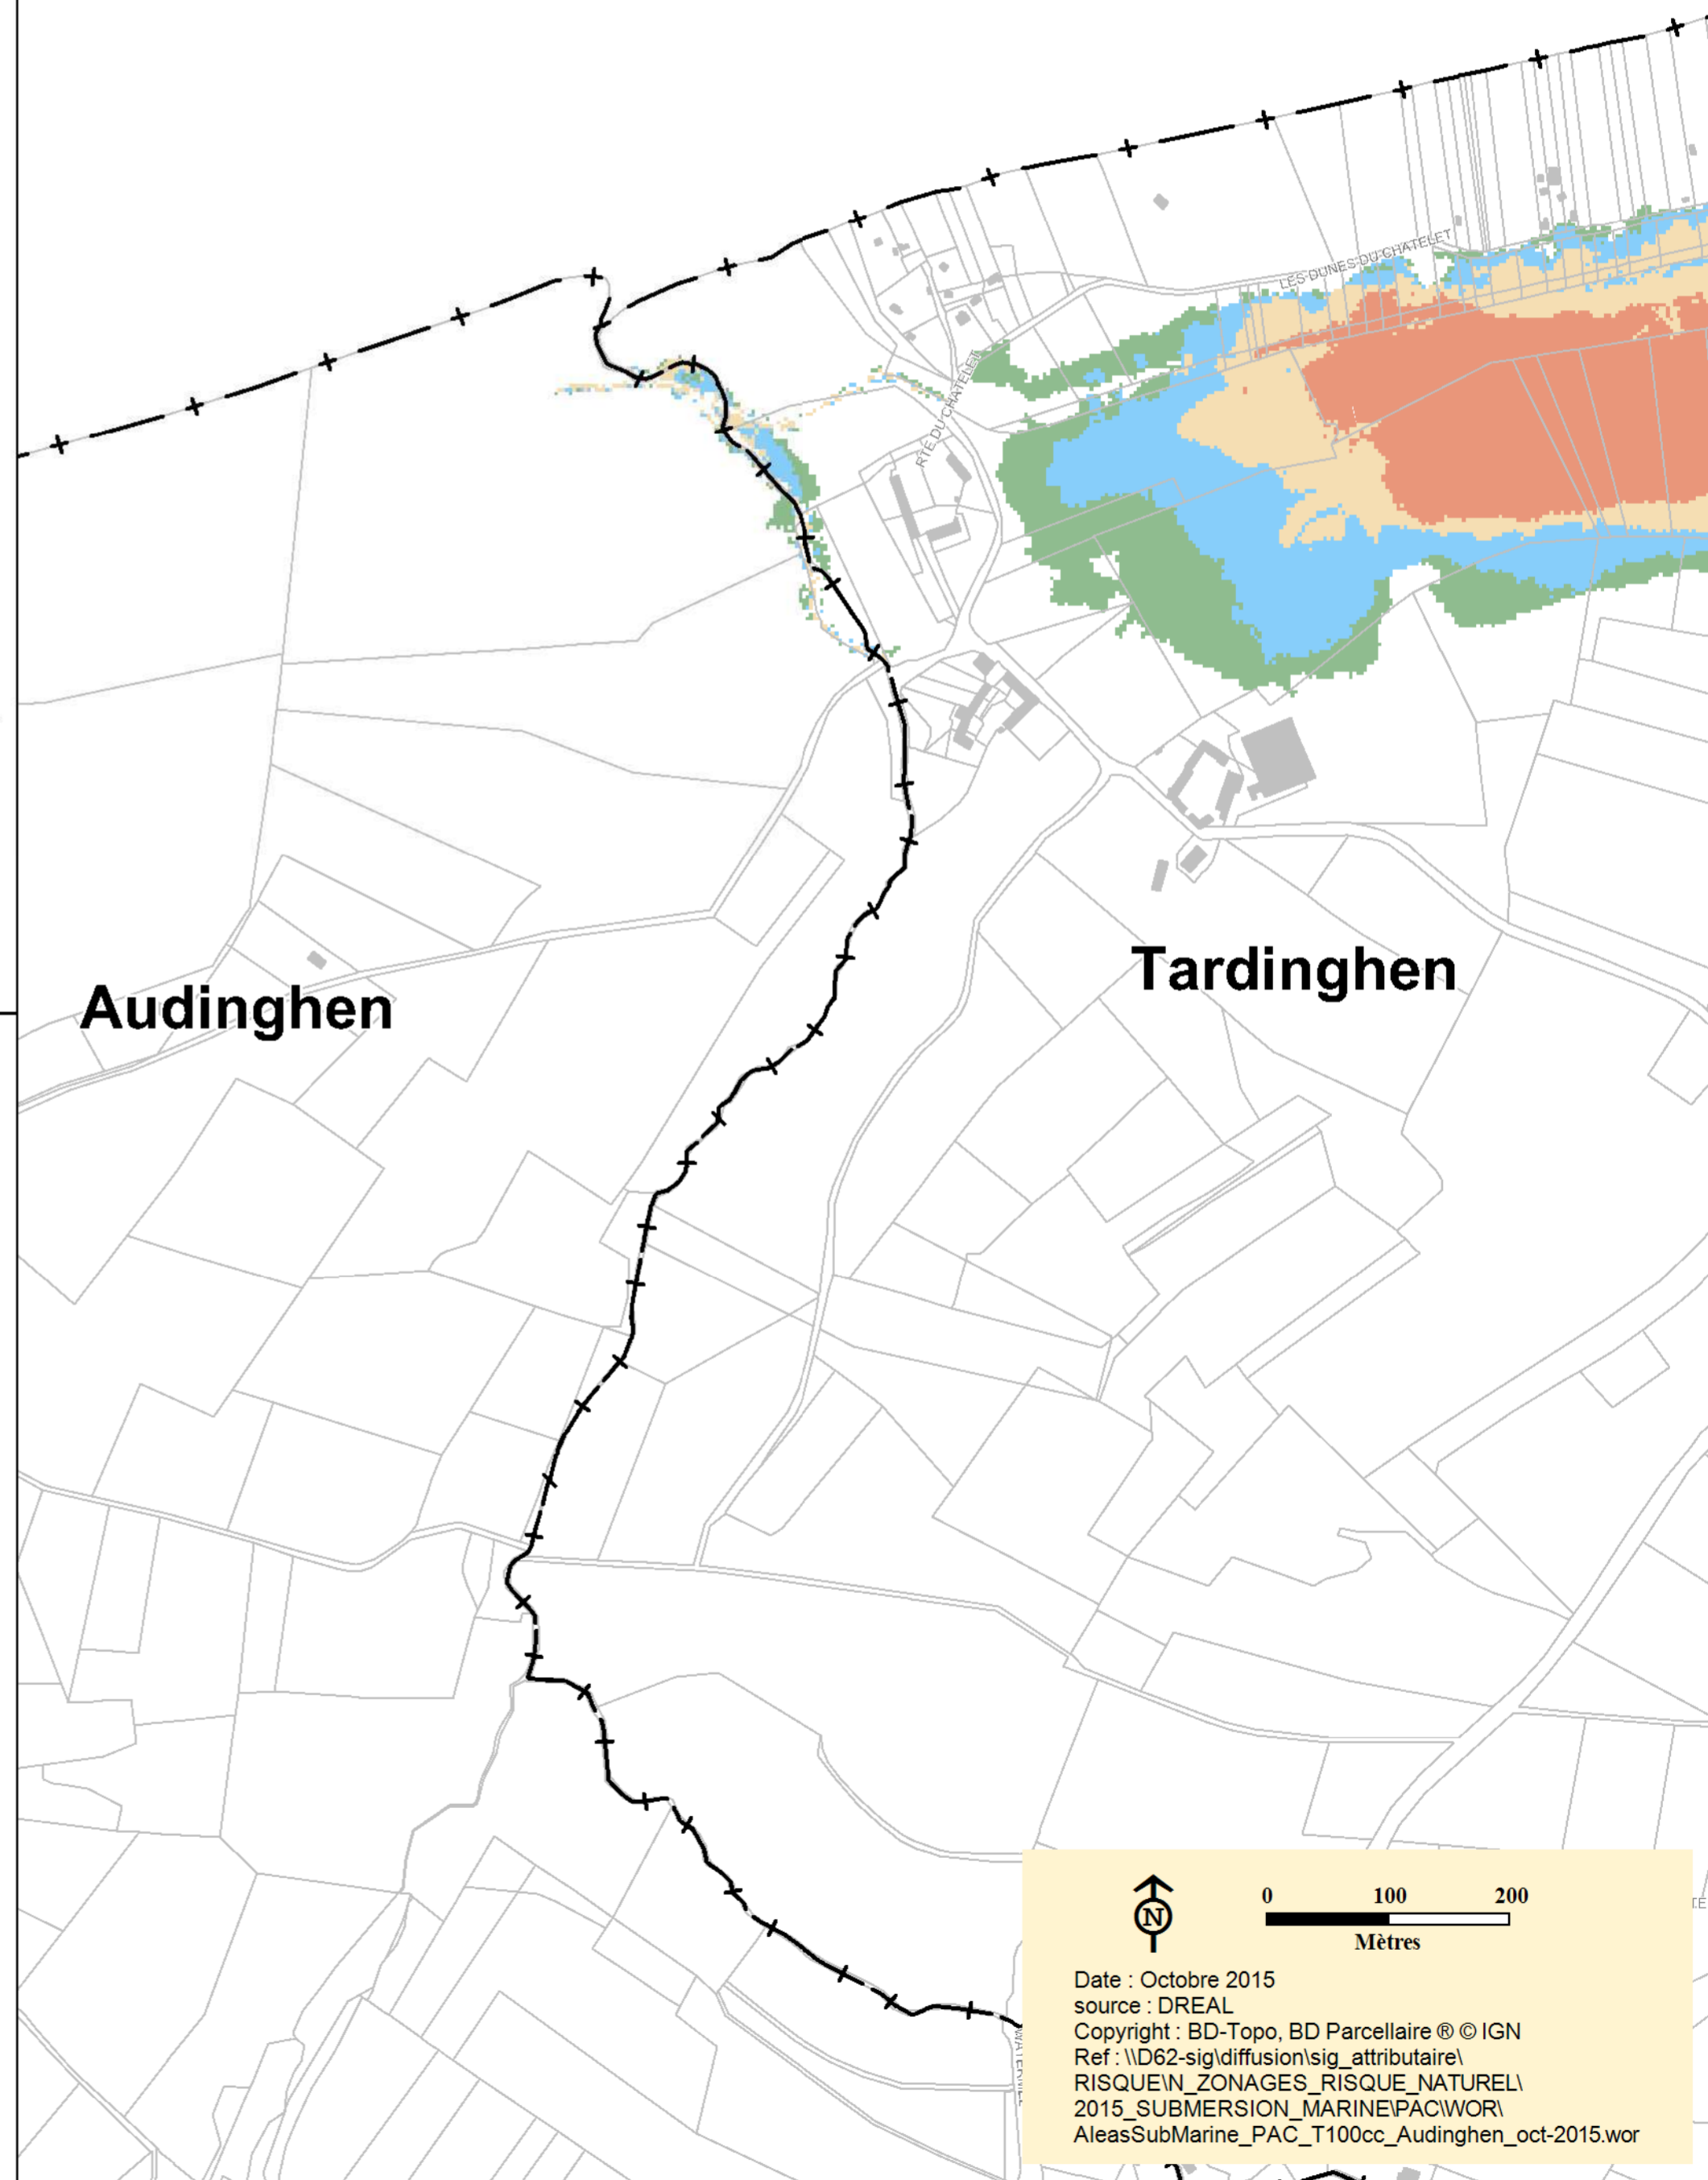 LES DUNES DU CHATELET
RTE DU CHATELET
Tardinghen
Audinghen
N
0 100 200
Mètres
Date : Octobre 2015
source : DREAL
Copyright : BD-Topo, BD Parcellaire ® © IGN
Ref : \\D62-sig\diffusion\sig_attributaire\
RISQUE\N_ZONAGES_RISQUE_NATUREL\
2015_SUBMERSION_MARINE\PAC\WOR\
AleasSubMarine_PAC_T100cc_Audinghen_oct-2015.wor